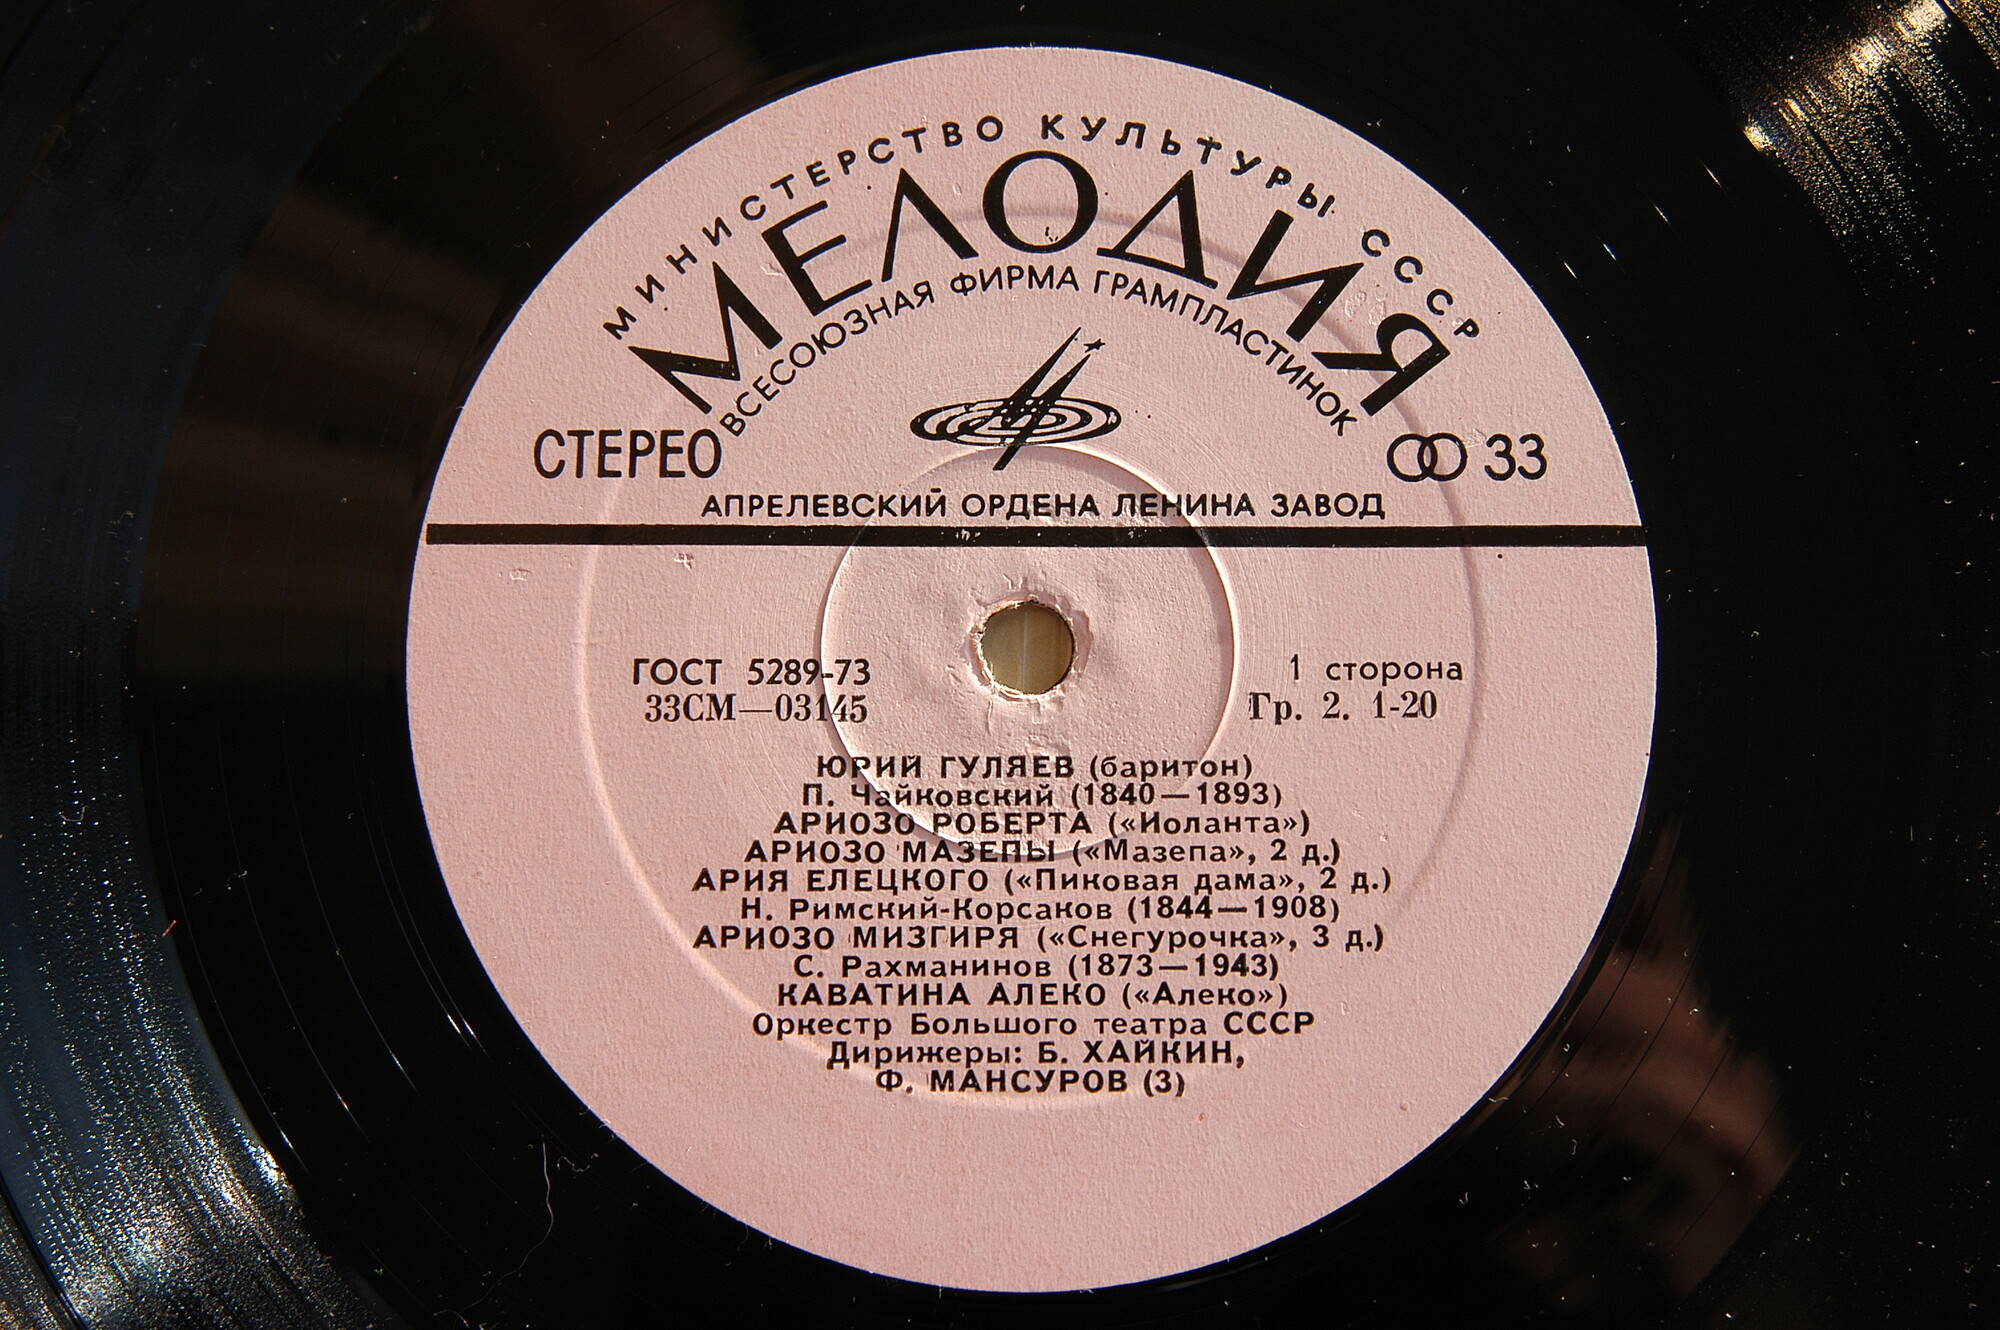 МИНИСТЕРСТВО КУЛЬТУРЫ СССР
МЕЛОДИЯ
ВСЕСОЮЗНАЯ ФИРМА ГРАМПЛАСТИНОК
СТЕРЕО
33
АПРЕЛЕВСКИЙ ОРДЕНА ЛЕНИНА ЗАВОД
ГОСТ 5289-73
1 сторона
33СМ—03145
Гр. 2. 1-20
ЮРИЙ ГУЛЯЕВ (баритон)
П. Чайковский (1840—1893)
АРИОЗО РОБЕРТА («Иоланта»)
АРИОЗО МАЗЕПЫ («Мазепа», 2 д.)
АРИЯ ЕЛЕЦКОГО («Пиковая дама», 2 д.)
Н. Римский-Корсаков (1844—1908)
АРИОЗО МИЗГИРЯ («Снегурочка», 3 д.)
С. Рахманинов (1873—1943)
КАВАТИНА АЛЕКО («Алеко»)
Оркестр Большого театра СССР
Дирижеры: Б. ХАЙКИН,
Ф. МАНСУРОВ (3)